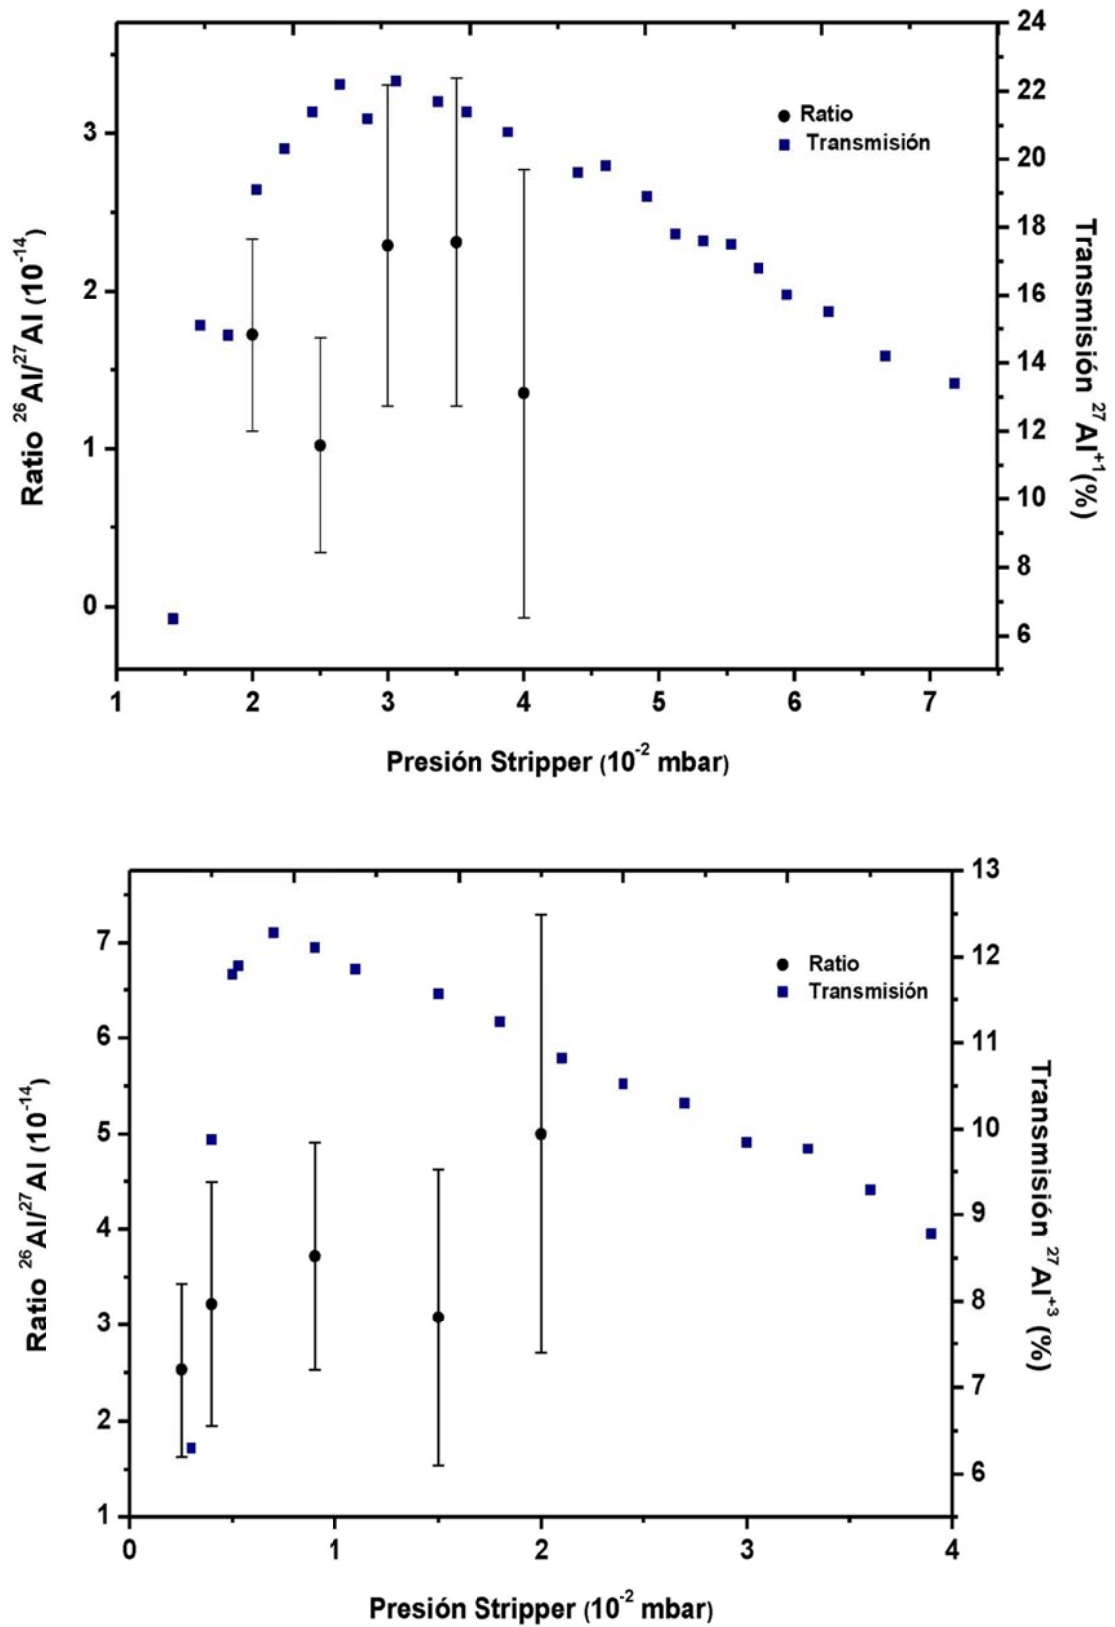 24
22
20
18
16
14
12
10
8
6
3
2
1
0
Ratio
Transmisión
Ratio ²⁶Al/²⁷Al (10⁻¹⁴)
Transmisión ²⁷Al⁺¹(%)
1 2 3 4 5 6 7
Presión Stripper (10⁻² mbar)
13
12
11
10
9
8
7
6
7
6
5
4
3
2
1
Ratio
Transmisión
Ratio ²⁶Al/²⁷Al (10⁻¹⁴)
Transmisión ²⁷Al⁺³ (%)
0 1 2 3 4
Presión Stripper (10⁻² mbar)